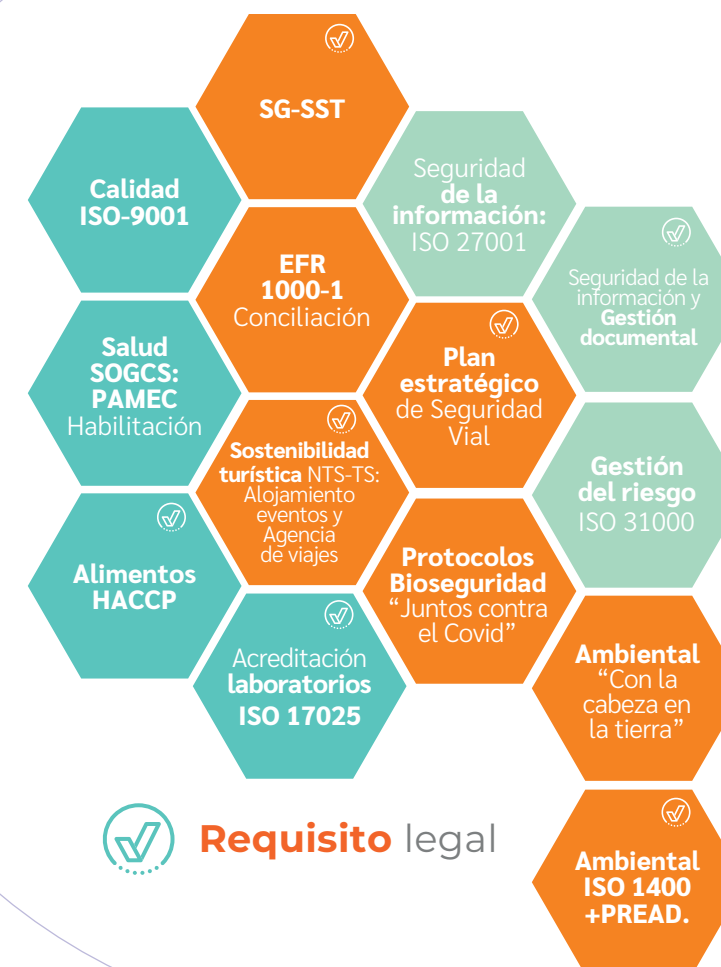 SG-SST
Calidad
ISO-9001
Seguridad
de la
información:
ISO 27001
EFR
1000-1
Conciliación
Seguridad de la
información y
Gestión
documental
Salud
SOGCS:
PAMEC
Habilitación
Plan
estratégico
de Seguridad
Vial
Sostenibilidad
turística NTS-TS:
Alojamiento
eventos y
Agencia
de viajes
Gestión
del riesgo
ISO 31000
Alimentos
HACCP
Protocolos
Bioseguridad
“Juntos contra
el Covid”
Acreditación
laboratorios
ISO 17025
Ambiental
“Con la
cabeza en
la tierra”
Requisito legal
Ambiental
ISO 1400
+PREAD.